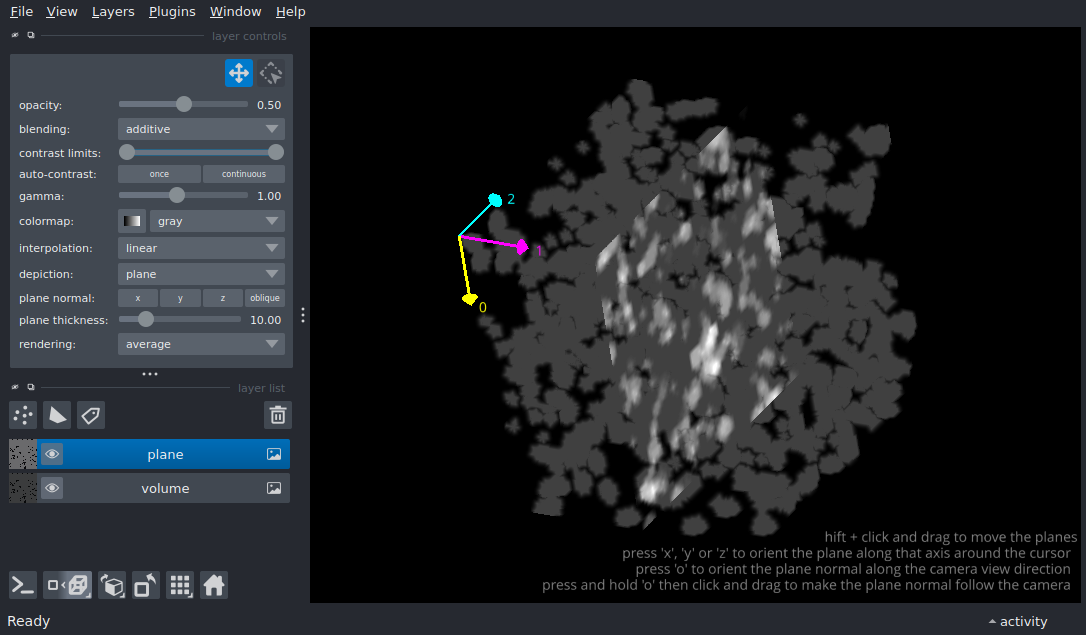 File View Layers Plugins Window Help
layer controls
opacity: 0.50
blending: additive
contrast limits:
auto-contrast: once continuous
gamma: 1.00
colormap: gray
interpolation: linear
depiction: plane
plane normal: x y z oblique
plane thickness: 10.00
rendering: average
layer list
plane
volume
2
1
0
hift + click and drag to move the planes
press 'x', 'y' or 'z' to orient the plane along that axis around the cursor
press 'o' to orient the plane normal along the camera view direction
press and hold 'o' then click and drag to make the plane normal follow the camera
Ready
activity